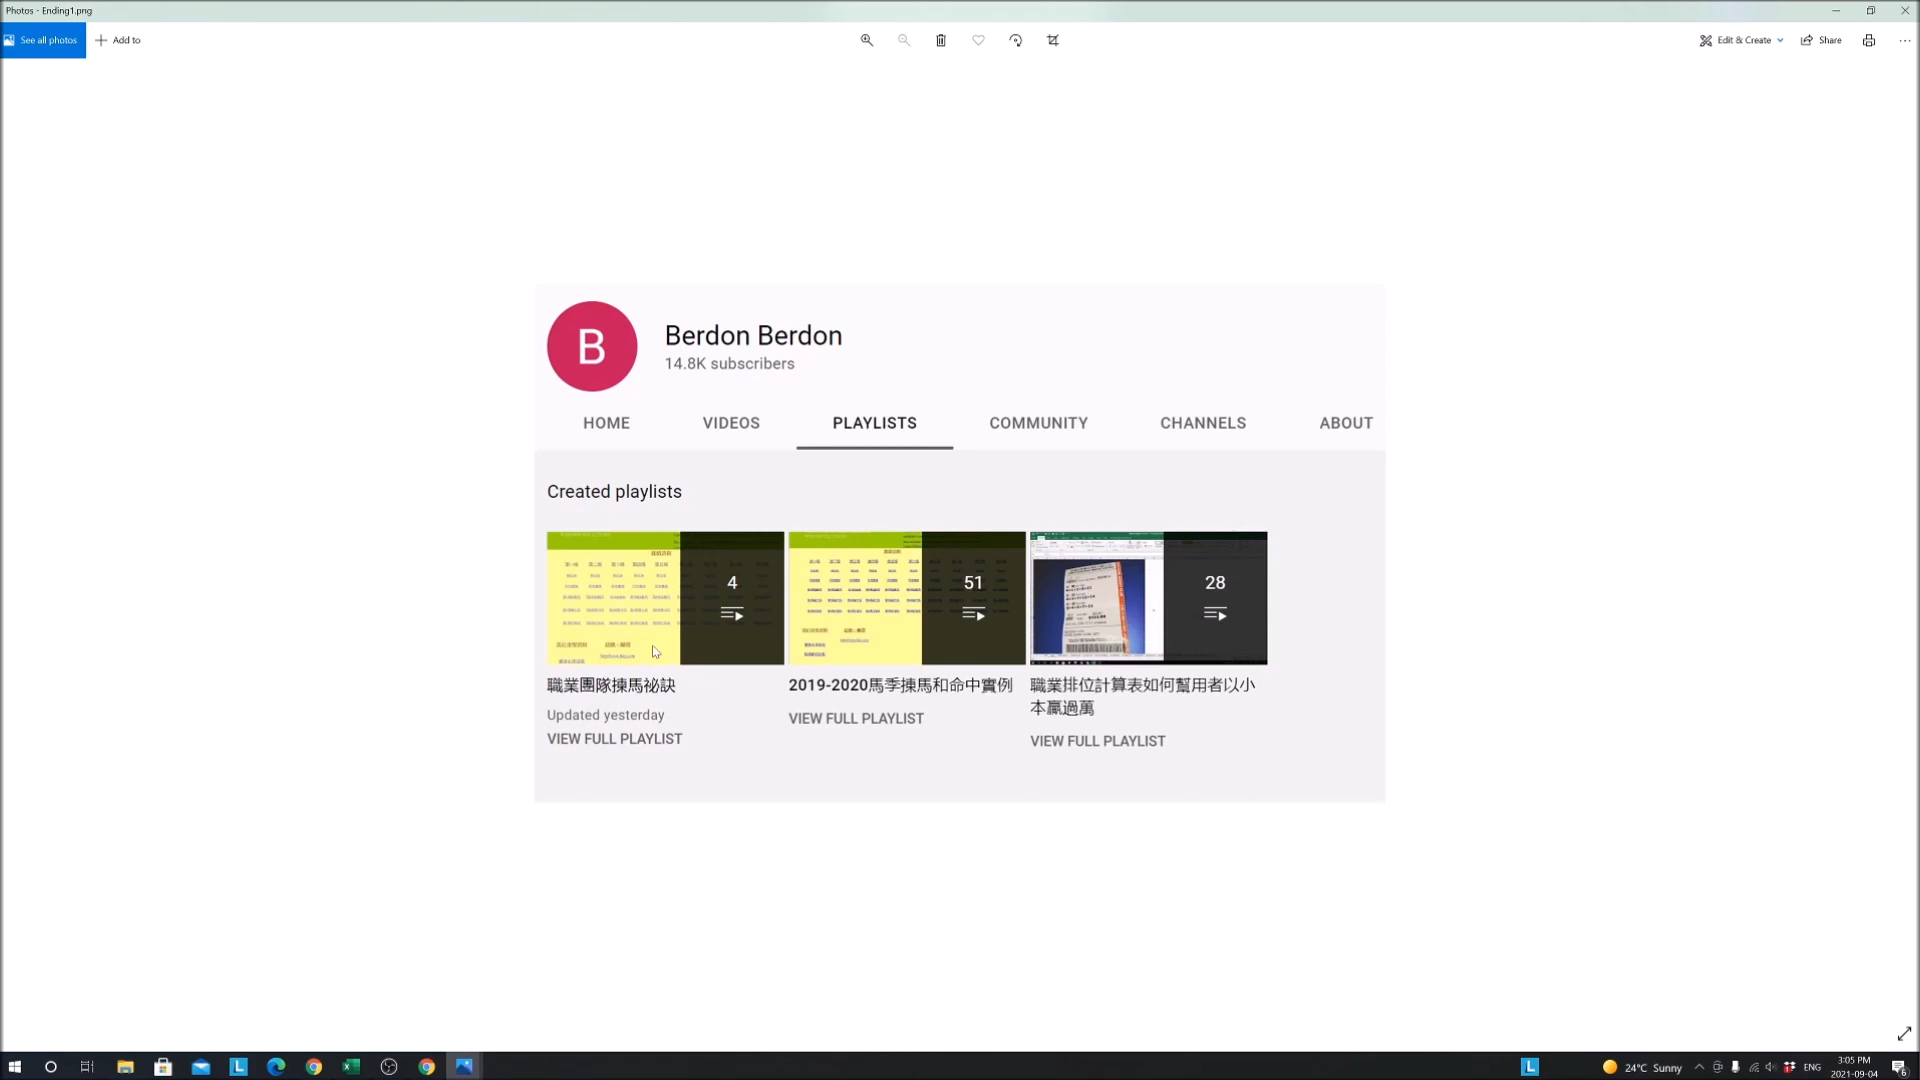 Photos - Ending1.png
See all photos
Add to
Edit & Create
Share
B
Berdon Berdon
14.8K subscribers
HOME VIDEOS PLAYLISTS COMMUNITY CHANNELS ABOUT
Created playlists
4
51
28
職業團隊揀馬祕訣
Updated yesterday
VIEW FULL PLAYLIST
2019-2020馬季揀馬和命中實例
VIEW FULL PLAYLIST
職業排位計算表如何幫用者以小
本贏過萬
VIEW FULL PLAYLIST
24°C Sunny
ENG
3:05 PM
2021-09-04